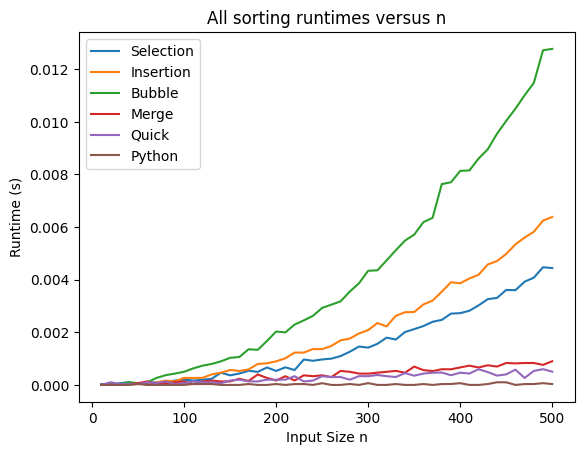 All sorting runtimes versus n
Selection
Insertion
Bubble
Merge
Quick
Python
Runtime (s)
0.012
0.010
0.008
0.006
0.004
0.002
0.000
0
100
200
300
400
500
Input Size n